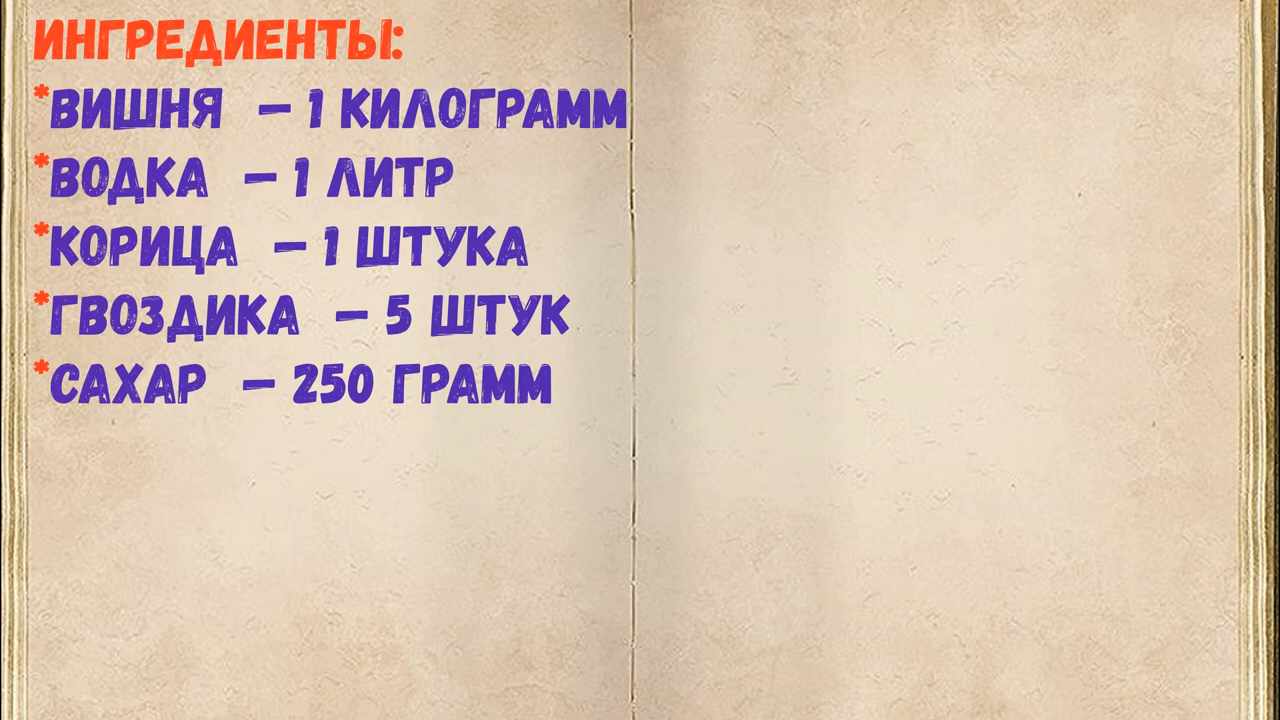 ИНГРЕДИЕНТЫ:
*ВИШНЯ – 1 КИЛОГРАММ
*ВОДКА – 1 ЛИТР
*КОРИЦА – 1 ШТУКА
*ГВОЗДИКА – 5 ШТУК
*САХАР – 250 ГРАММ